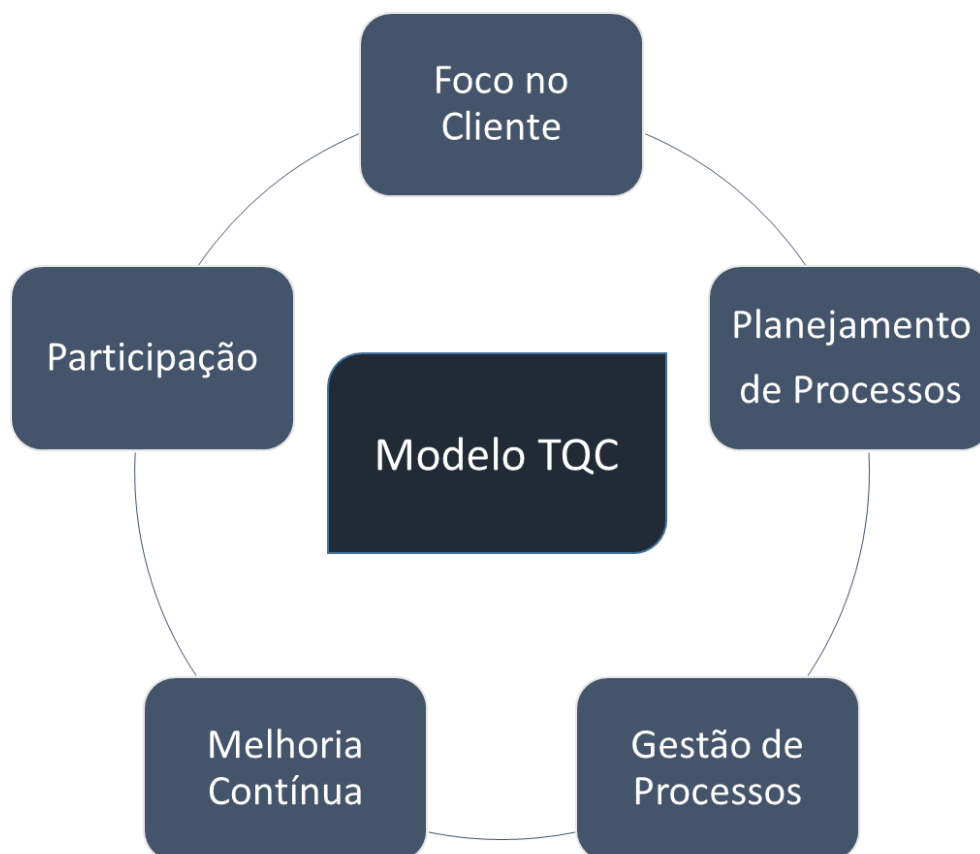 Foco no
Cliente
Planejamento
de Processos
Gestão de
Processos
Melhoria
Contínua
Participação
Modelo TQC